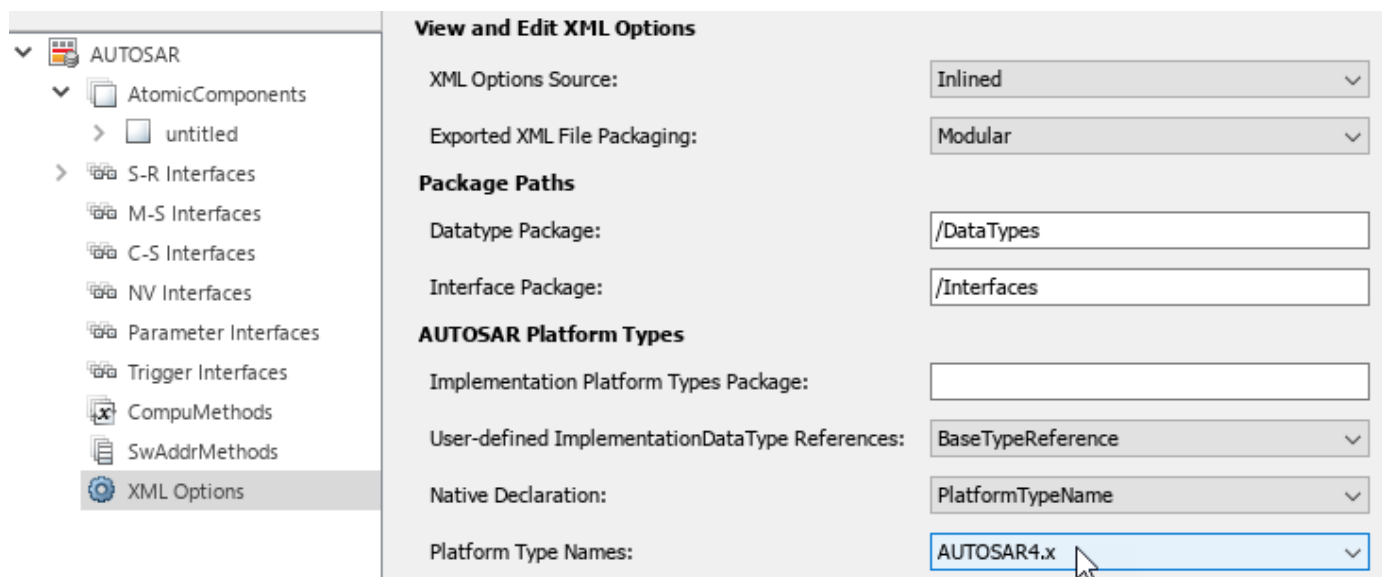 AUTOSAR
AtomicComponents
untitled
S-R Interfaces
M-S Interfaces
C-S Interfaces
NV Interfaces
Parameter Interfaces
Trigger Interfaces
CompuMethods
SwAddrMethods
XML Options
View and Edit XML Options
XML Options Source: Inlined
Exported XML File Packaging: Modular
Package Paths
Datatype Package: /DataTypes
Interface Package: /Interfaces
AUTOSAR Platform Types
Implementation Platform Types Package:
User-defined ImplementationDataType References: BaseTypeReference
Native Declaration: PlatformTypeName
Platform Type Names: AUTOSAR4.x